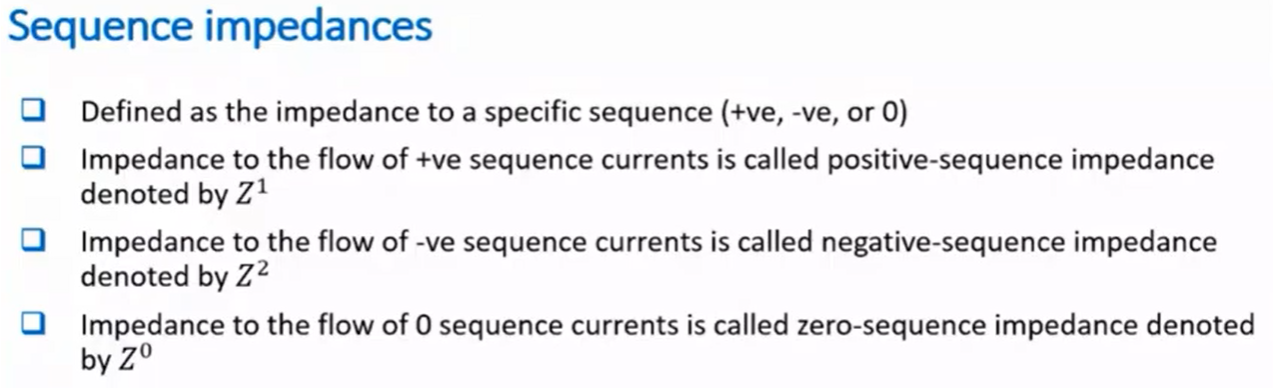 Sequence impedances
Defined as the impedance to a specific sequence (+ve, -ve, or 0)
Impedance to the flow of +ve sequence currents is called positive-sequence impedance
denoted by Z¹
Impedance to the flow of -ve sequence currents is called negative-sequence impedance
denoted by Z²
Impedance to the flow of 0 sequence currents is called zero-sequence impedance denoted
by Z⁰